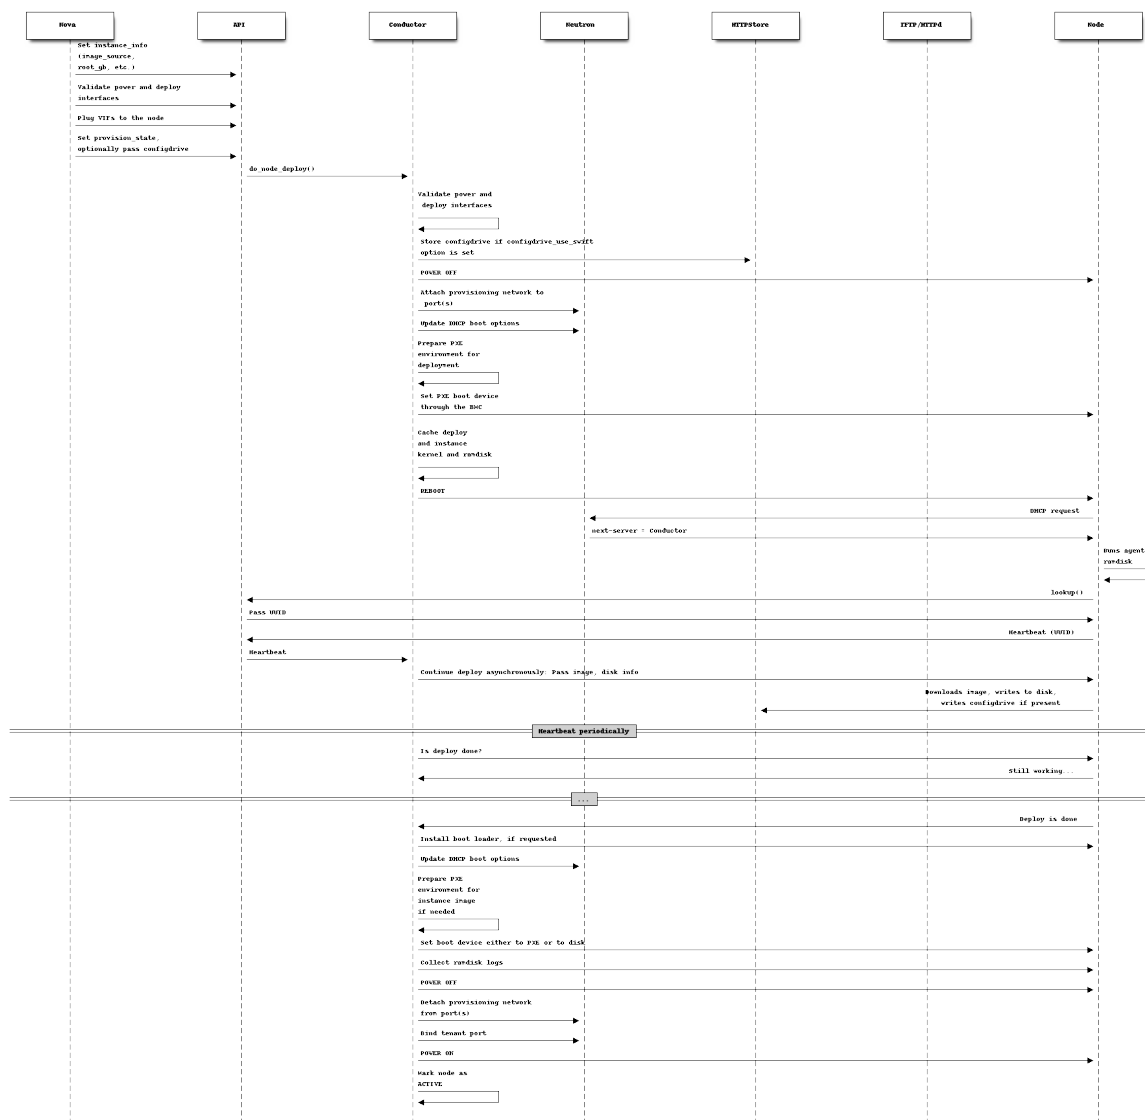 Nova
API
Conductor
Neutron
HTTPStore
TFTP/HTTPd
Node
Set instance_info
(image_source,
root_gb, etc.)
Validate power and deploy
interfaces
Plug VIFs to the node
Set provision_state,
optionally pass configdrive
do_node_deploy()
Validate power and
deploy interfaces
Store configdrive if configdrive_use_swift
option is set
POWER OFF
Attach provisioning network to
port(s)
Update DHCP boot options
Prepare PXE
environment for
deployment
Set PXE boot device
through the BMC
Cache deploy
and instance
kernel and ramdisk
REBOOT
DHCP request
next-server = Conductor
Runs agent
ramdisk
lookup()
Pass UUID
Heartbeat (UUID)
Heartbeat
Continue deploy asynchronously: Pass image, disk info
Downloads image, writes to disk,
writes configdrive if present
Heartbeat periodically
Is deploy done?
Still working...
...
Deploy is done
Install boot loader, if requested
Update DHCP boot options
Prepare PXE
environment for
instance image
if needed
Set boot device either to PXE or to disk
Collect ramdisk logs
POWER OFF
Detach provisioning network
from port(s)
Bind tenant port
POWER ON
Mark node as
ACTIVE